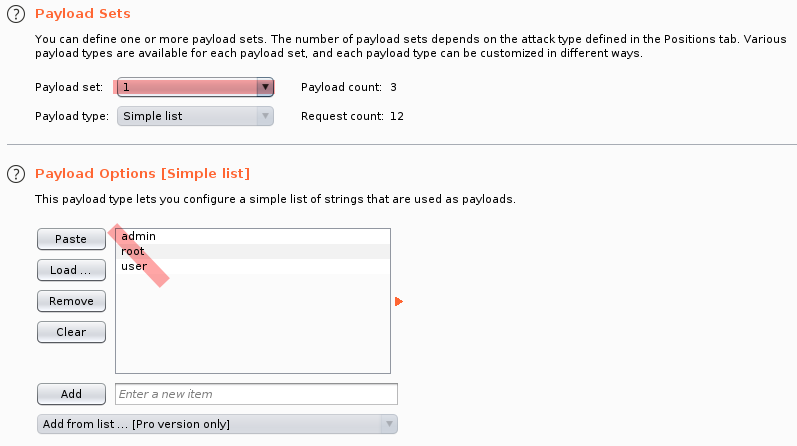 Payload Sets
You can define one or more payload sets. The number of payload sets depends on the attack type defined in the Positions tab. Various
payload types are available for each payload set, and each payload type can be customized in different ways.
Payload set: 1 Payload count: 3
Payload type: Simple list Request count: 12
Payload Options [Simple list]
This payload type lets you configure a simple list of strings that are used as payloads.
Paste
Load ...
Remove
Clear
admin
root
user
Add Enter a new item
Add from list ... [Pro version only]